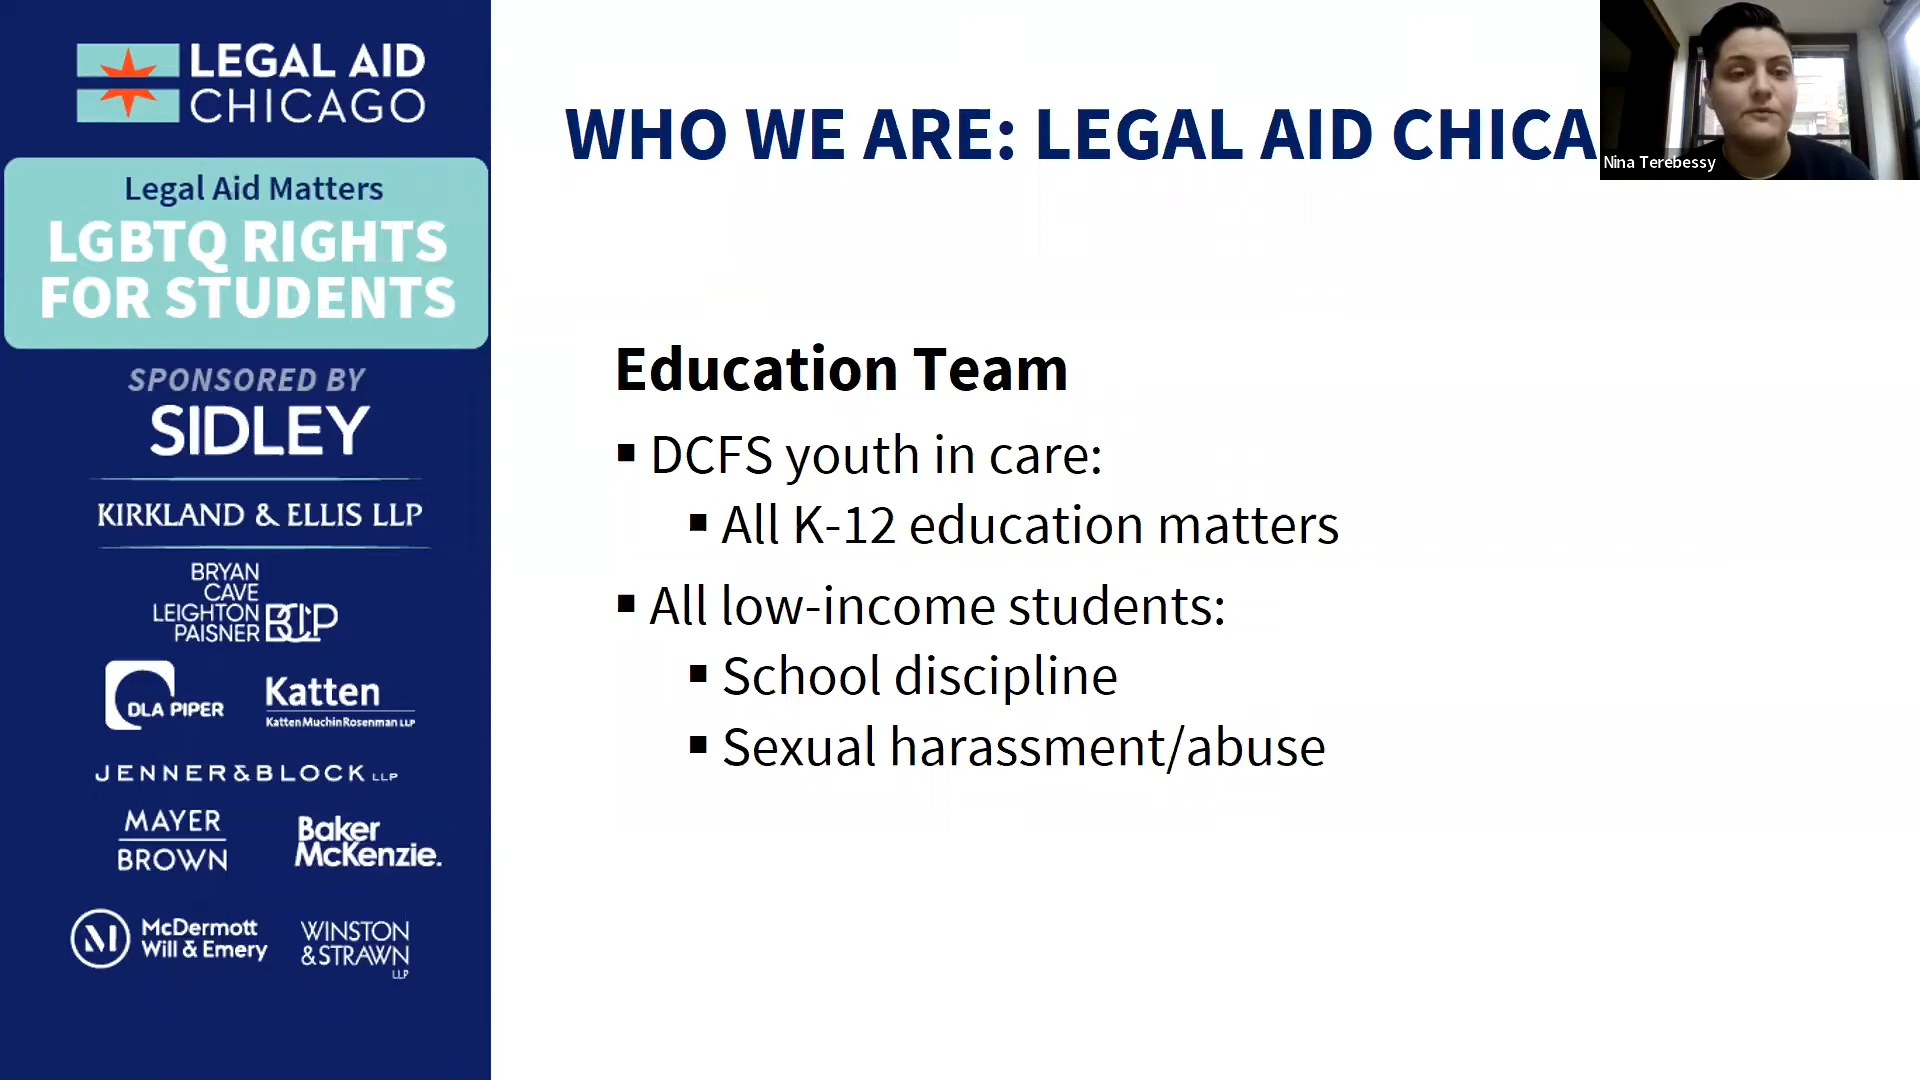 LEGAL AID
CHICAGO
Legal Aid Matters
LGBTQ RIGHTS
FOR STUDENTS
SPONSORED BY
SIDLEY
KIRKLAND & ELLIS LLP
BRYAN
CAVE
LEIGHTON
PAISNER
BCLP
DLA PIPER
Katten
Katten Muchin Rosenman LLP
JENNER & BLOCK LLP
MAYER
BROWN
Baker
McKenzie.
McDermott
Will & Emery
WINSTON
& STRAWN
LLP
WHO WE ARE: LEGAL AID CHICA
Nina Terebessy
Education Team
▪ DCFS youth in care:
▪ All K-12 education matters
▪ All low-income students:
▪ School discipline
▪ Sexual harassment/abuse